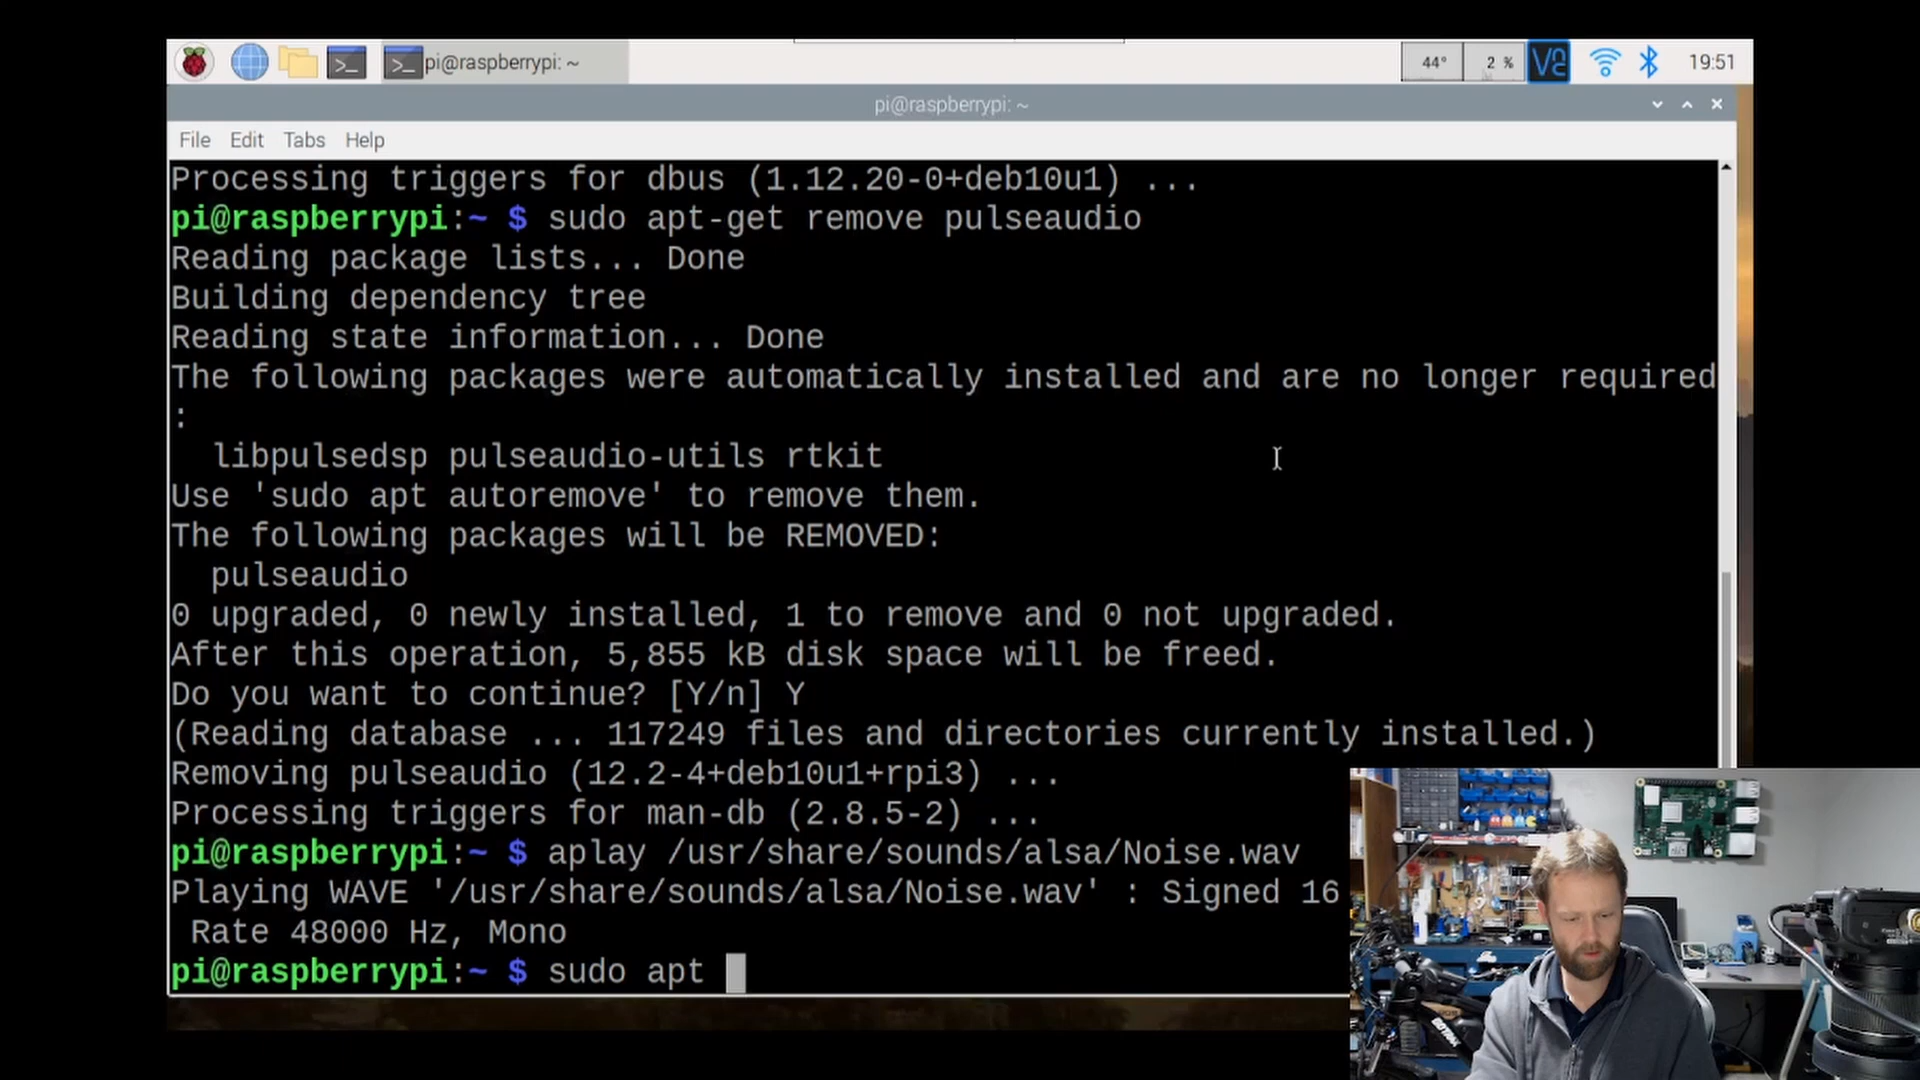 pi@raspberrypi: ~
44°
2 %
19:51
pi@raspberrypi: ~
File Edit Tabs Help
Processing triggers for dbus (1.12.20-0+deb10u1) ...
pi@raspberrypi:~ $ sudo apt-get remove pulseaudio
Reading package lists... Done
Building dependency tree
Reading state information... Done
The following packages were automatically installed and are no longer required
:
libpulsedsp pulseaudio-utils rtkit
Use 'sudo apt autoremove' to remove them.
The following packages will be REMOVED:
pulseaudio
0 upgraded, 0 newly installed, 1 to remove and 0 not upgraded.
After this operation, 5,855 kB disk space will be freed.
Do you want to continue? [Y/n] Y
(Reading database ... 117249 files and directories currently installed.)
Removing pulseaudio (12.2-4+deb10u1+rpi3) ...
Processing triggers for man-db (2.8.5-2) ...
pi@raspberrypi:~ $ aplay /usr/share/sounds/alsa/Noise.wav
Playing WAVE '/usr/share/sounds/alsa/Noise.wav' : Signed 16
Rate 48000 Hz, Mono
pi@raspberrypi:~ $ sudo apt